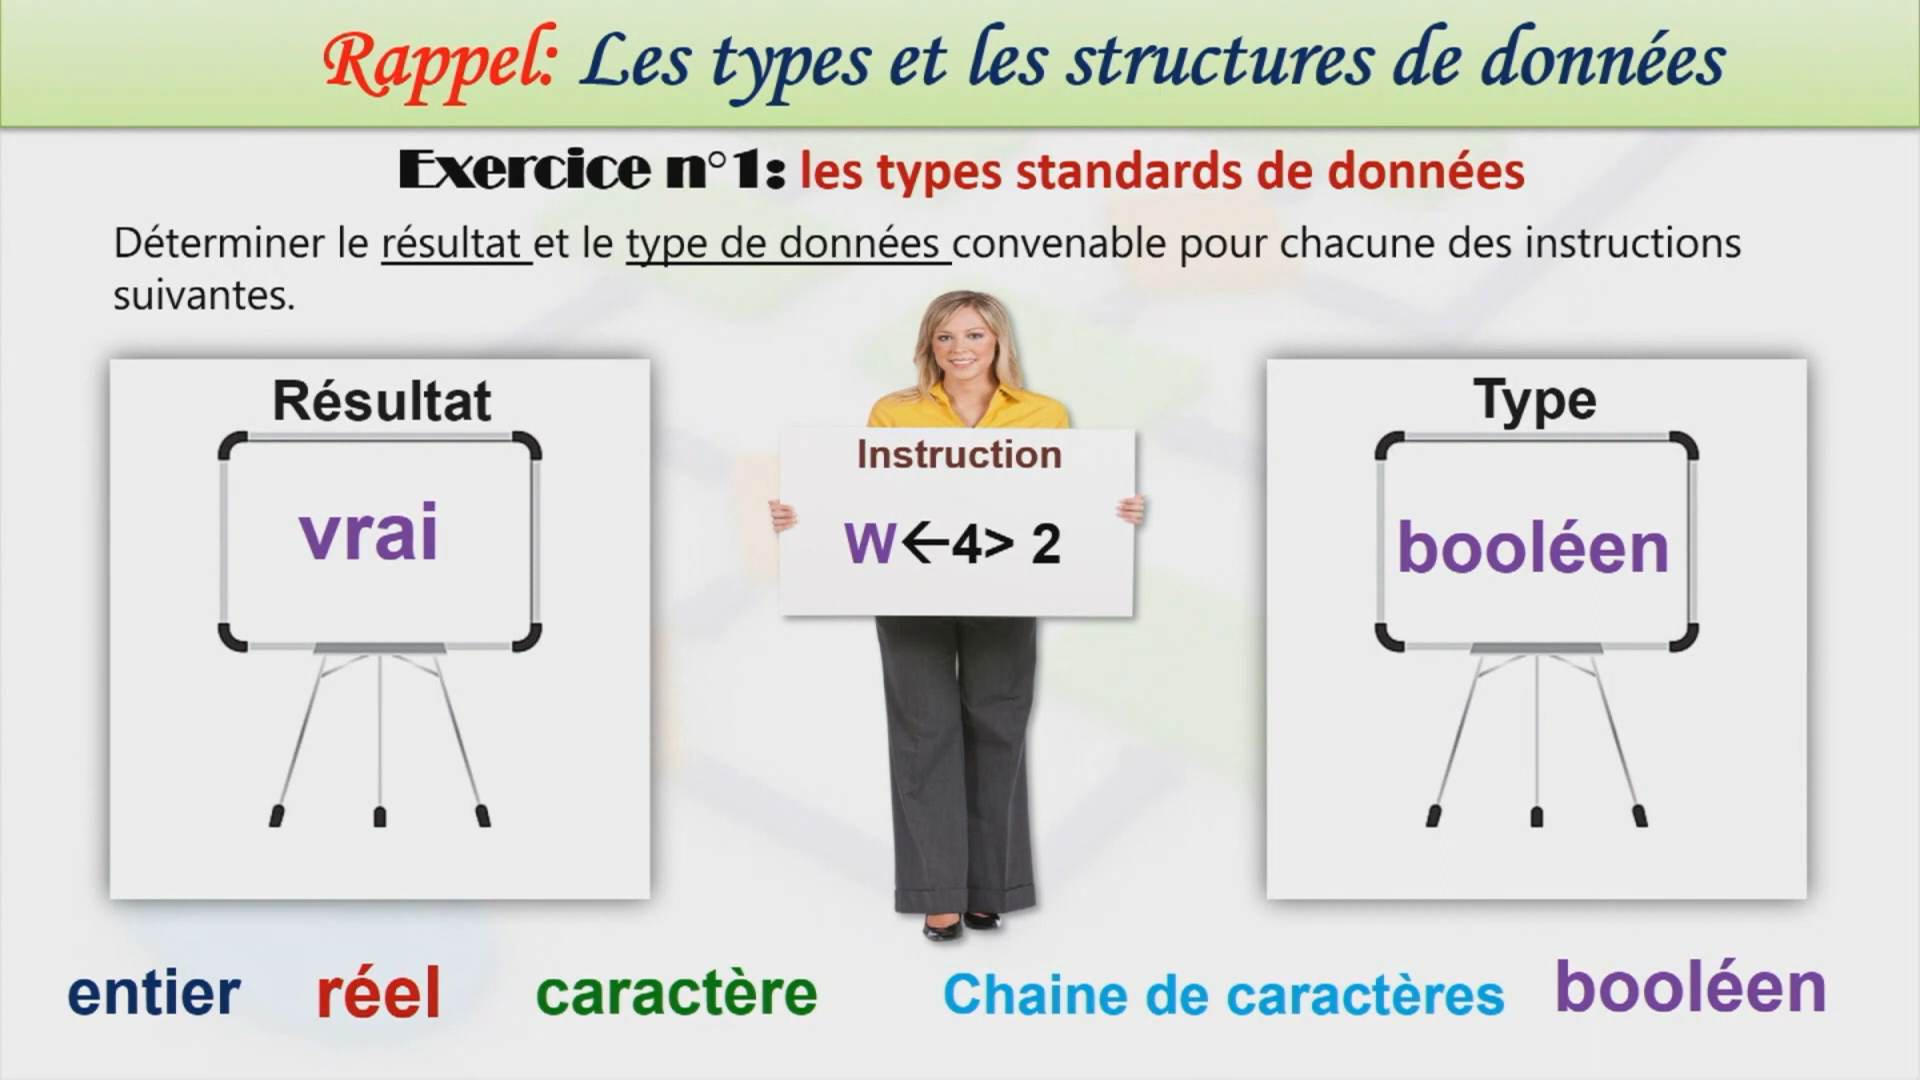 Rappel: Les types et les structures de données
Exercice n°1: les types standards de données
Déterminer le résultat et le type de données convenable pour chacune des instructions
suivantes.
Résultat
vrai
Instruction
W←4> 2
Type
booléen
entier réel caractère Chaine de caractères booléen